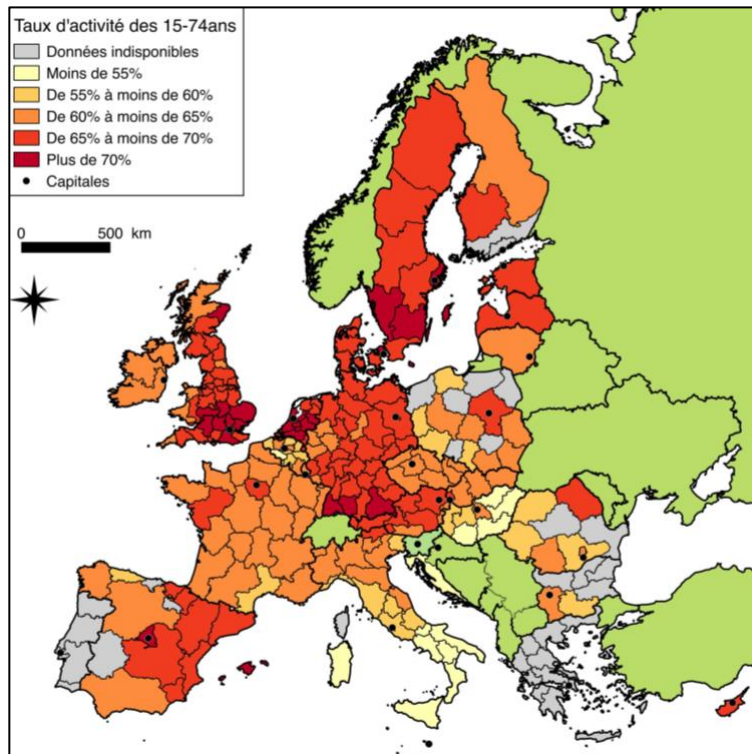 Taux d'activité des 15-74ans
Données indisponibles
Moins de 55%
De 55% à moins de 60%
De 60% à moins de 65%
De 65% à moins de 70%
Plus de 70%
Capitales
0 500 km